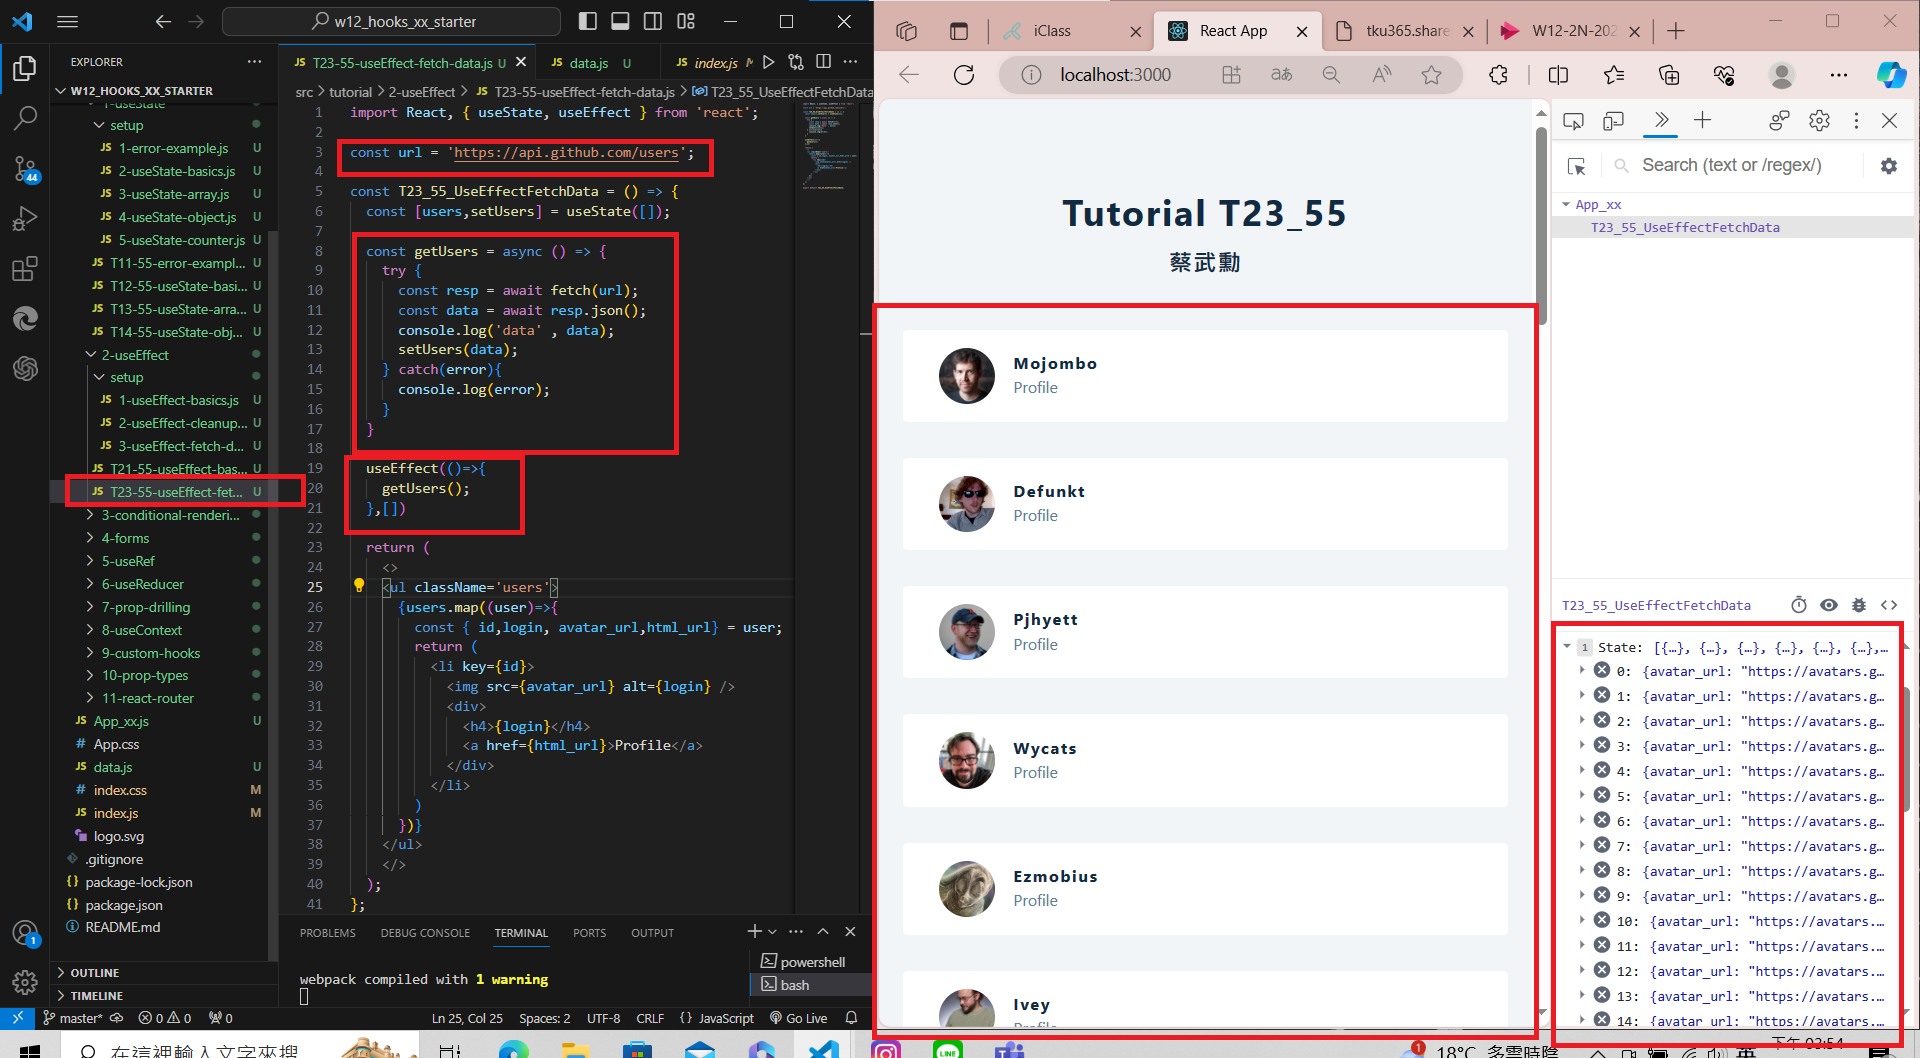 w12_hooks_xx_starter
EXPLORER
W12_HOOKS_XX_STARTER
1-useState
setup
1-error-example.js
2-useState-basics.js U
3-useState-array.js U
4-useState-object.js U
5-useState-counter.js U
T11-55-error-exampl... U
T12-55-useState-basi... U
T13-55-useState-arra... U
T14-55-useState-obj... U
2-useEffect
setup
1-useEffect-basics.js U
2-useEffect-cleanup... U
3-useEffect-fetch-d... U
T21-55-useEffect-bas... U
T23-55-useEffect-fet... U
3-conditional-renderi...
4-forms
5-useRef
6-useReducer
7-prop-drilling
8-useContext
9-custom-hooks
10-prop-types
11-react-router
App_xx.js U
App.css
data.js U
index.css M
index.js M
logo.svg
.gitignore
package-lock.json
package.json
README.md
OUTLINE
TIMELINE
44
1
T23-55-useEffect-fetch-data.js U
data.js U
index.js M
src > tutorial > 2-useEffect > T23-55-useEffect-fetch-data.js > T23_55_UseEffectFetchData
1 import React, { useState, useEffect } from 'react';
2
3 const url = 'https://api.github.com/users';
4
5 const T23_55_UseEffectFetchData = () => {
6 const [users,setUsers] = useState([]);
7
8 const getUsers = async () => {
9 try {
10 const resp = await fetch(url);
11 const data = await resp.json();
12 console.log('data' , data);
13 setUsers(data);
14 } catch(error){
15 console.log(error);
16 }
17 }
18
19 useEffect(()=>{
20 getUsers();
21 },[])
22
23 return (
24 <>
25 <ul className='users'>
26 {users.map((user)=>{
27 const { id,login, avatar_url,html_url} = user;
28 return (
29 <li key={id}>
30 <img src={avatar_url} alt={login} />
31 <div>
32 <h4>{login}</h4>
33 <a href={html_url}>Profile</a>
34 </div>
35 </li>
36 )
37 })}
38 </ul>
39 </>
40 );
41 };
PROBLEMS DEBUG CONSOLE TERMINAL PORTS OUTPUT
webpack compiled with 1 warning
powershell
bash
master* 0 0 0 Ln 25, Col 25 Spaces: 2 UTF-8 CRLF {} JavaScript Go Live
iClass
React App
tku365.share
W12-2N-202
localhost:3000
Tutorial T23_55
蔡武勳
Mojombo
Profile
Defunkt
Profile
Pjhyett
Profile
Wycats
Profile
Ezmobius
Profile
Ivey
Search (text or /regex/)
App_xx
T23_55_UseEffectFetchData
T23_55_UseEffectFetchData
1 State: [{…}, {…}, {…}, {…}, {…}, {…},…
0: {avatar_url: "https://avatars.g…
1: {avatar_url: "https://avatars.g…
2: {avatar_url: "https://avatars.g…
3: {avatar_url: "https://avatars.g…
4: {avatar_url: "https://avatars.g…
5: {avatar_url: "https://avatars.g…
6: {avatar_url: "https://avatars.g…
7: {avatar_url: "https://avatars.g…
8: {avatar_url: "https://avatars.g…
9: {avatar_url: "https://avatars.g…
10: {avatar_url: "https://avatars.…
11: {avatar_url: "https://avatars.…
12: {avatar_url: "https://avatars.…
13: {avatar_url: "https://avatars.…
14: {avatar_url: "https://avatars.…
在這裡輸入文字來搜
LINE
1
18°C 多雲時陰
英
下午 03:54